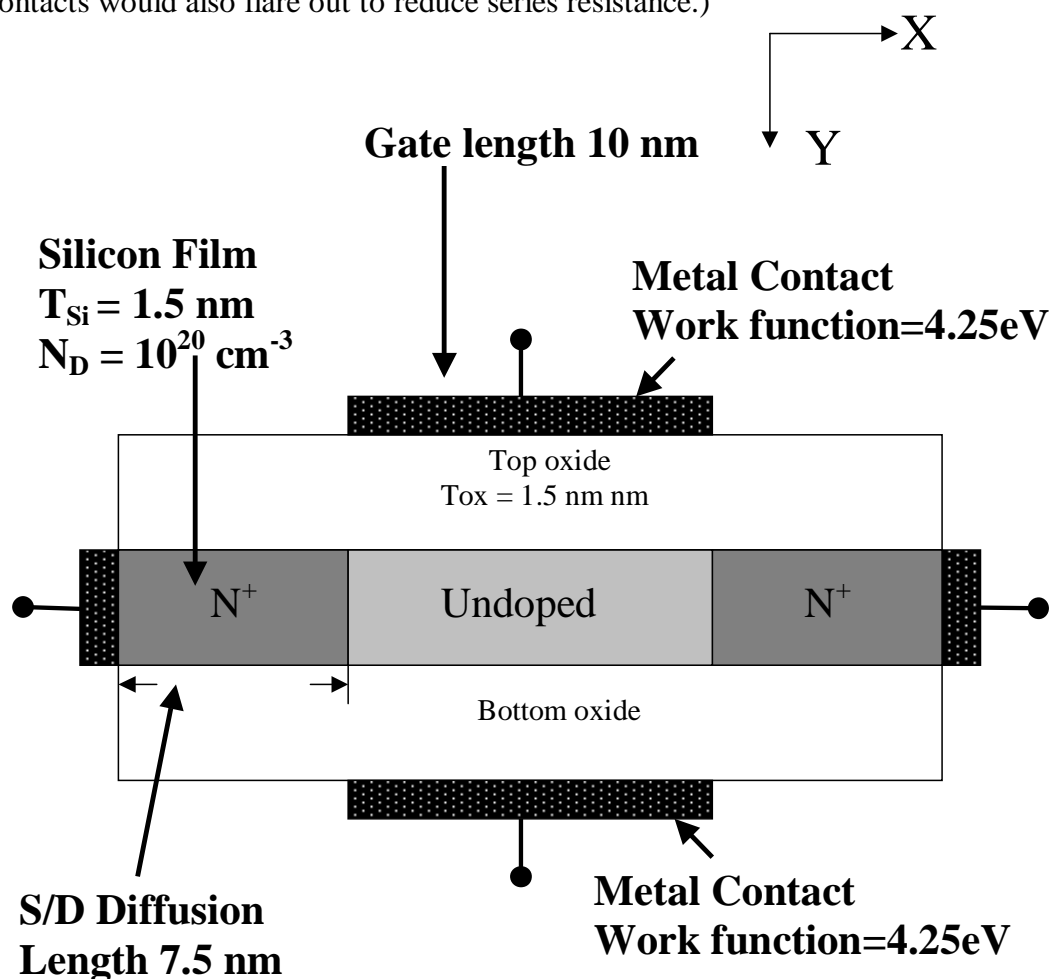 ontacts would also flare out to reduce series resistance.)
X
Y
Gate length 10 nm
Silicon Film
T_Si = 1.5 nm
N_D = 10^20 cm^-3
Metal Contact
Work function=4.25eV
Top oxide
Tox = 1.5 nm nm
N^+
Undoped
N^+
Bottom oxide
S/D Diffusion
Length 7.5 nm
Metal Contact
Work function=4.25eV